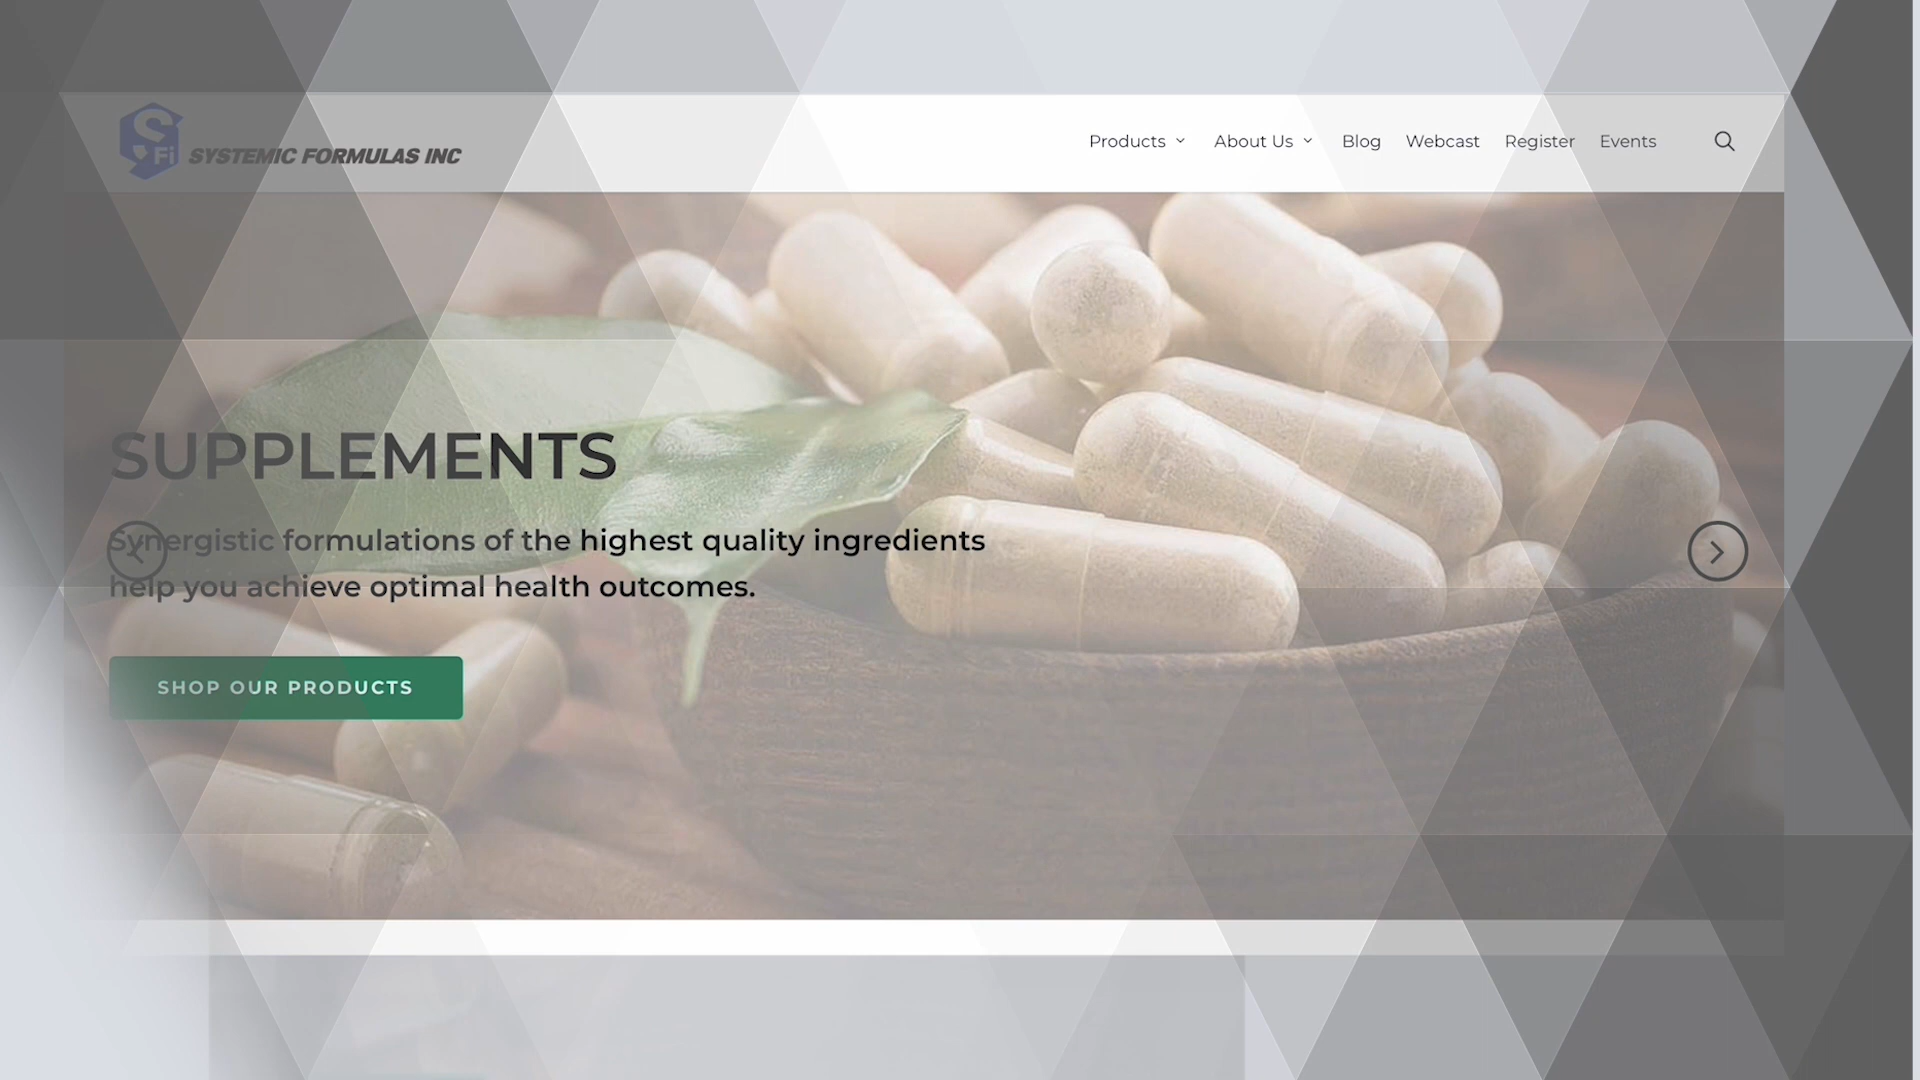 S
Fi
SYSTEMIC FORMULAS INC
Products
About Us
Blog
Webcast
Register
Events
SUPPLEMENTS
Synergistic formulations of the highest quality ingredients
help you achieve optimal health outcomes.
SHOP OUR PRODUCTS